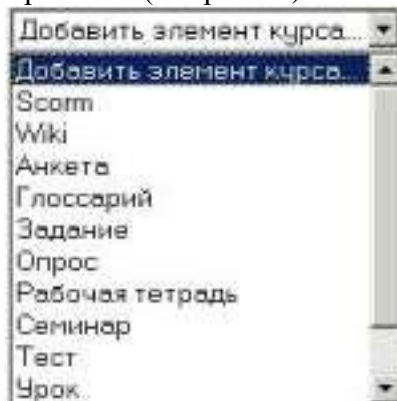 Добавить элемент курса...
Добавить элемент курса...
Scorm
Wiki
Анкета
Глоссарий
Задание
Опрос
Рабочая тетрадь
Семинар
Тест
Урок